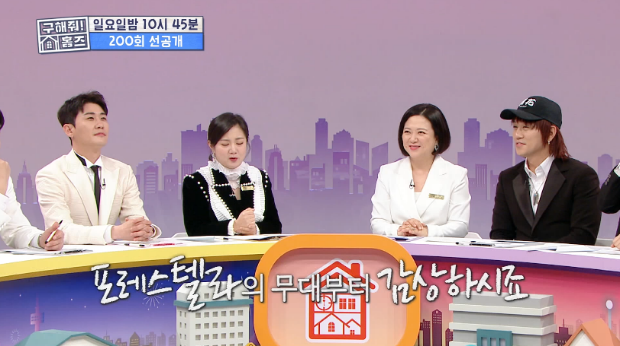 구해줘!
홈즈
일요일밤 10시 45분
200회 선공개
포레스텔라의 무대부터 감상하시죠